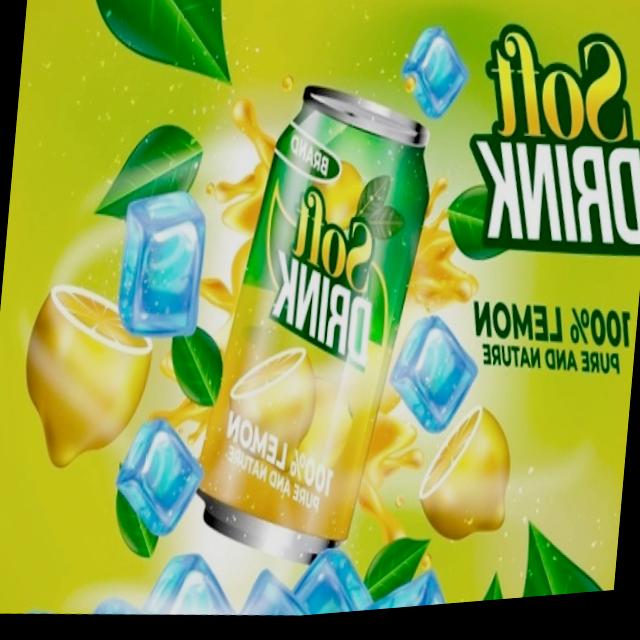 BRAND
Soft
DRINK
100% LEMON
PURE AND NATURE
Soft
DRINK
100% LEMON
PURE AND NATURE